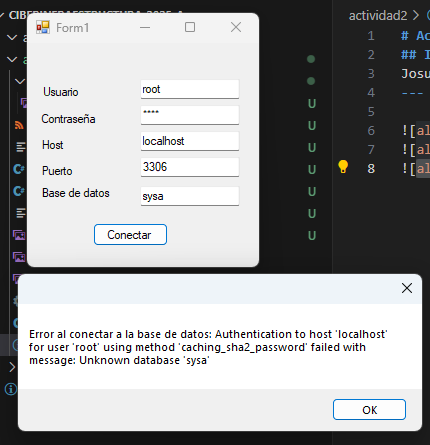 CIBERINFRAESTRUCTURA-2025-A
actividad2
Form1
Usuario root
Contraseña ****
Host localhost
Puerto 3306
Base de datos sysa
Conectar
U
U
U
U
U
U
U
1 # Ac
2 ## I
3 Josu
4 ---
5
6 ![al
7 ![al
8 ![al
Error al conectar a la base de datos: Authentication to host 'localhost'
for user 'root' using method 'caching_sha2_password' failed with
message: Unknown database 'sysa'
OK